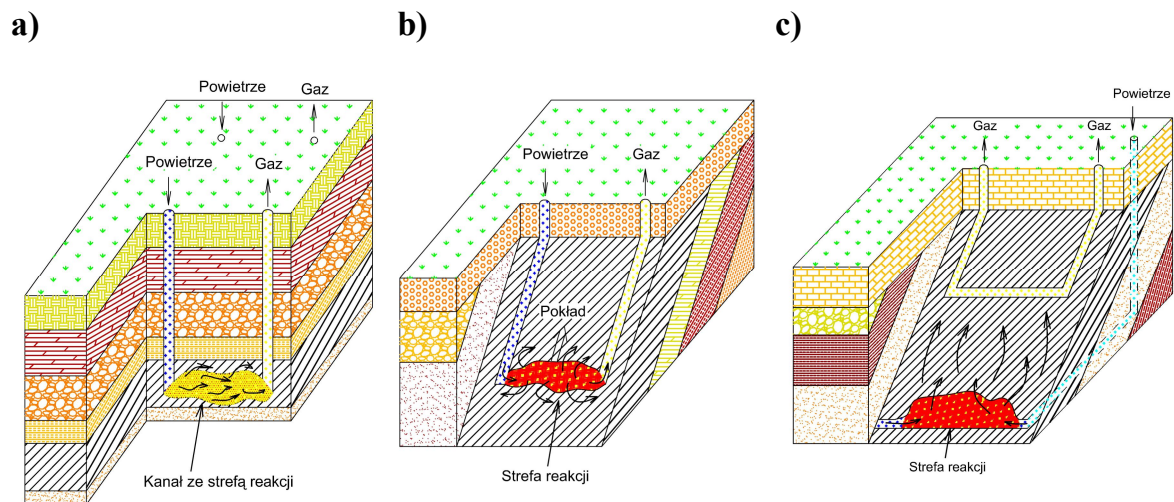 a)
Powietrze
Gaz
Powietrze
Gaz
Kanał ze strefą reakcji
b)
Powietrze
Gaz
Pokład
Strefa reakcji
c)
Powietrze
Gaz
Gaz
Strefa reakcji